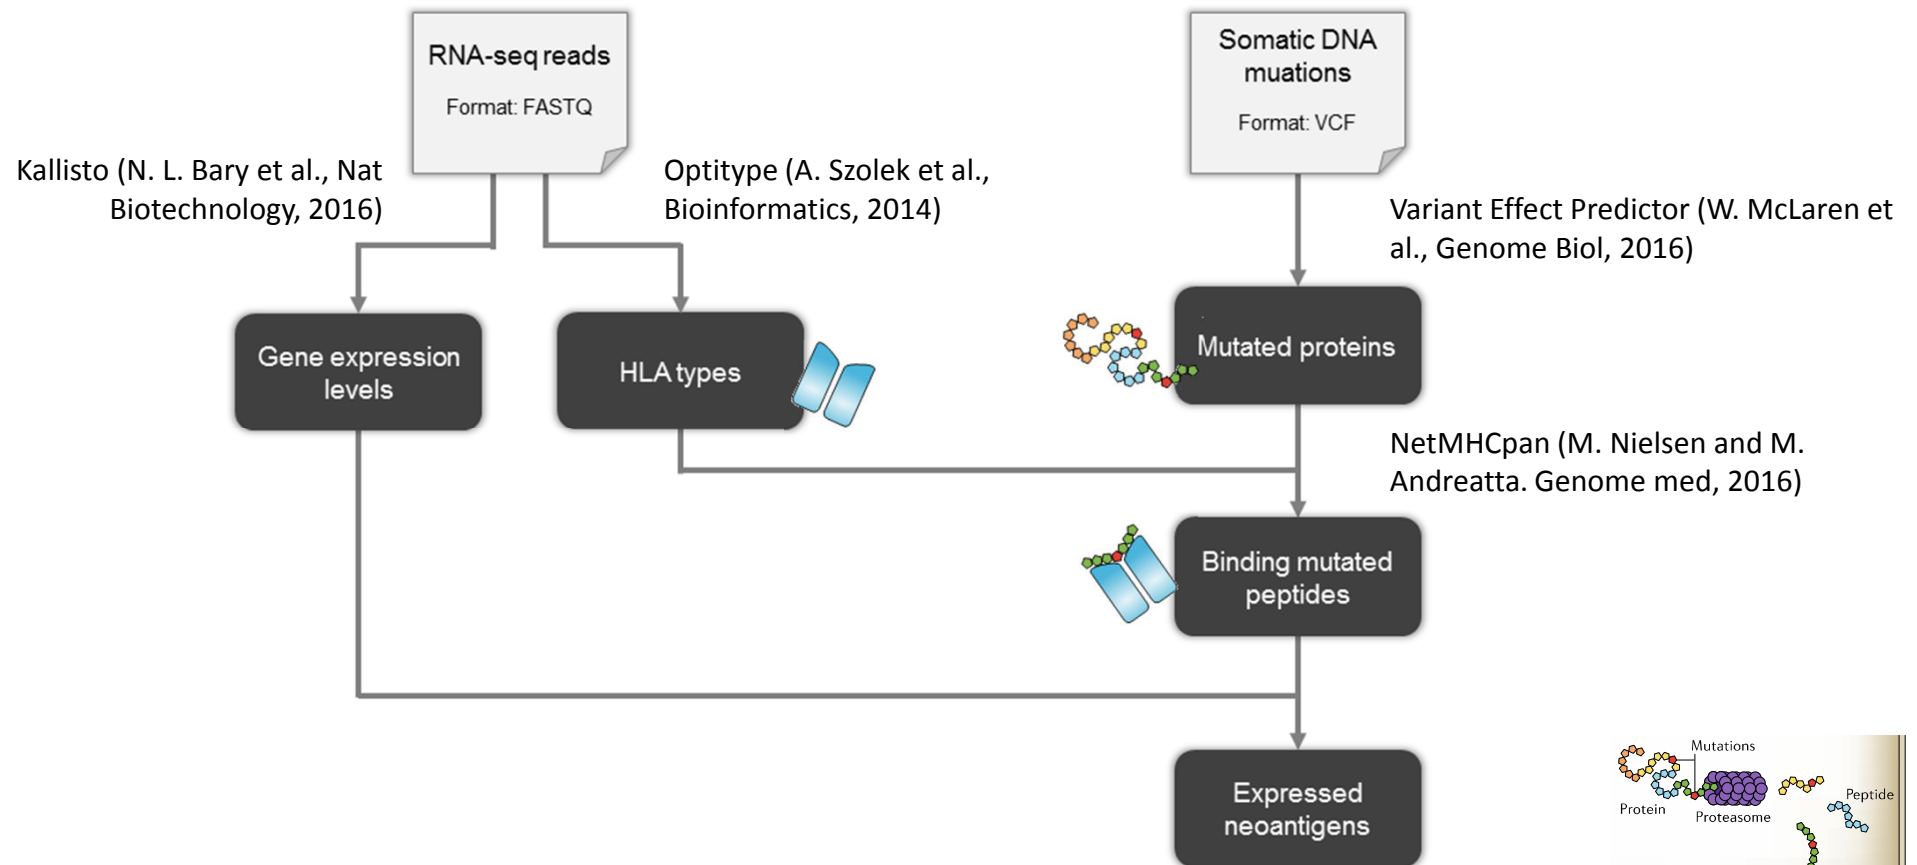 RNA-seq reads
Format: FASTQ
Somatic DNA
muations
Format: VCF
Kallisto (N. L. Bary et al., Nat
Biotechnology, 2016)
Optitype (A. Szolek et al.,
Bioinformatics, 2014)
Variant Effect Predictor (W. McLaren et
al., Genome Biol, 2016)
Gene expression
levels
HLA types
Mutated proteins
NetMHCpan (M. Nielsen and M.
Andreatta. Genome med, 2016)
Binding mutated
peptides
Expressed
neoantigens
Mutations
Protein
Proteasome
Peptide